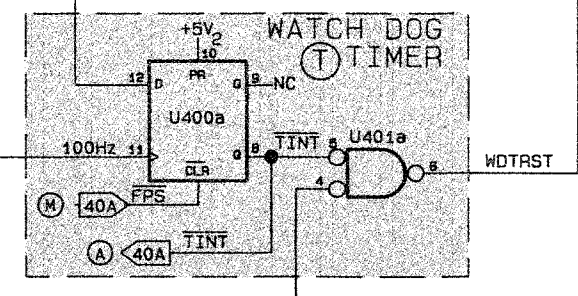 WATCH DOG
T TIMER
+5V2
10
PR
12 D Q 9 NC
U400a
100Hz 11 Q 8 TINT 5 U401a
CLR
4
6 WDTRST
M 40A FPS
TINT
A 40A